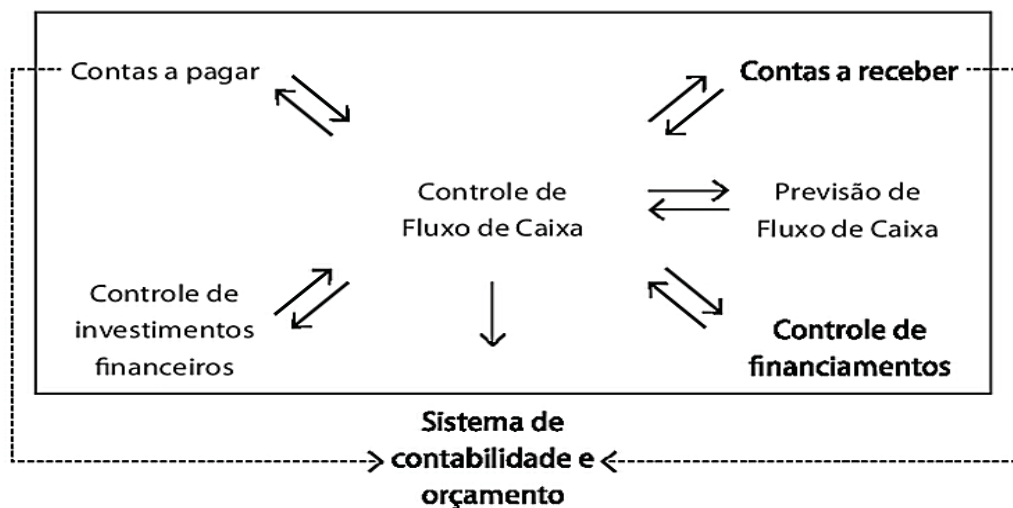 Contas a pagar
Contas a receber
Controle de
Fluxo de Caixa
Previsão de
Fluxo de Caixa
Controle de
investimentos
financeiros
Controle de
financiamentos
Sistema de
contabilidade e
orçamento